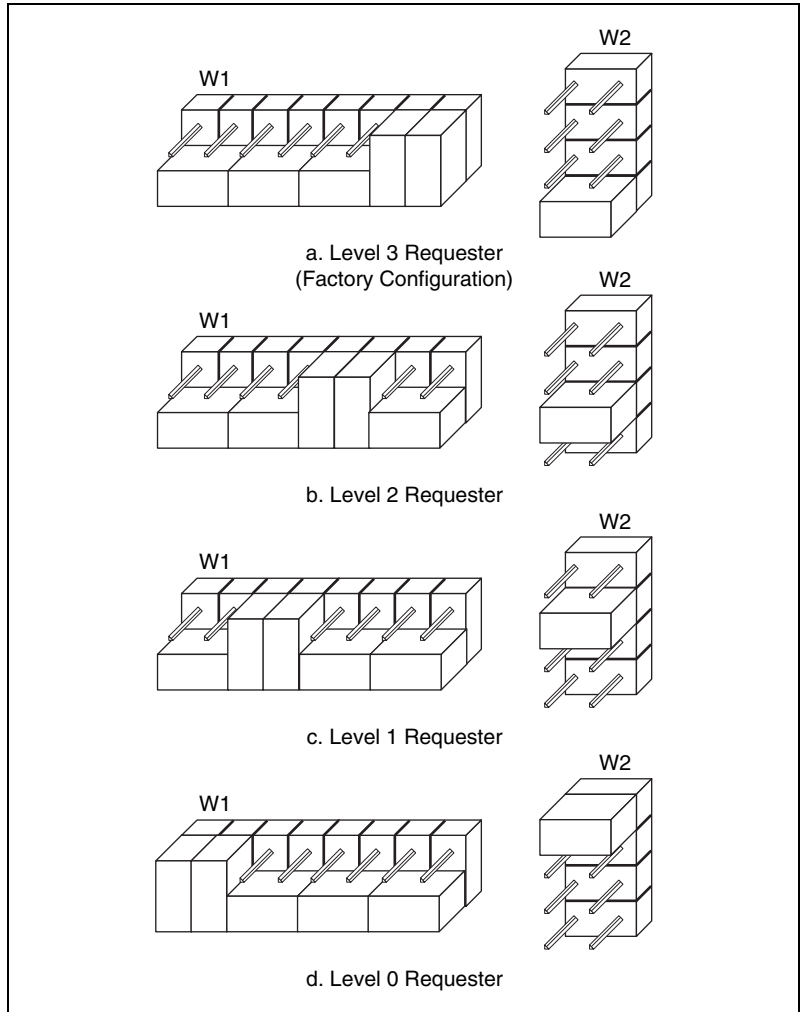 W1
W2
a. Level 3 Requester
(Factory Configuration)
W1
W2
b. Level 2 Requester
W1
W2
c. Level 1 Requester
W1
W2
d. Level 0 Requester